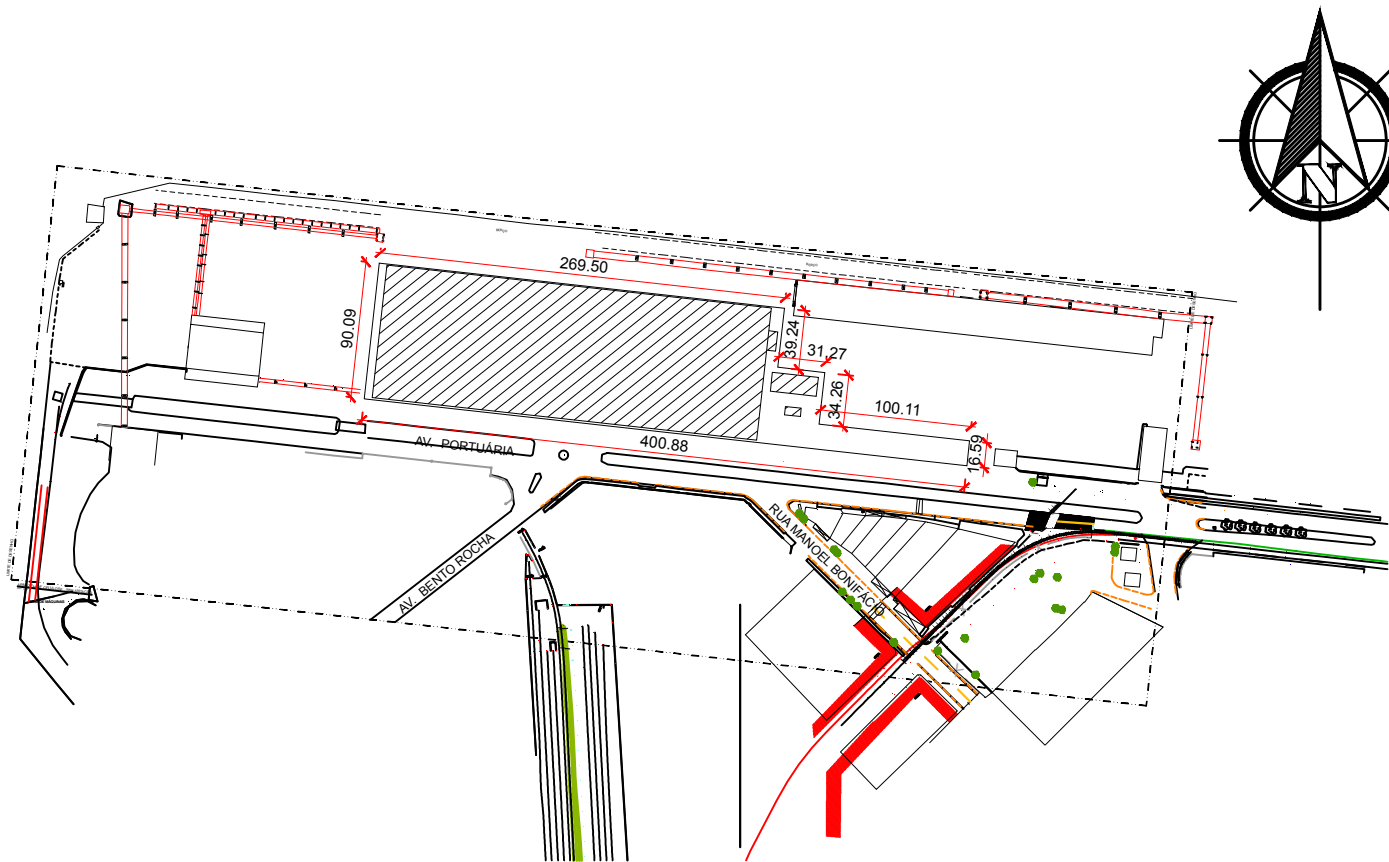 N
269.50
90.09
39.24
31.27
34.26
100.11
16.59
400.88
AV. PORTUÁRIA
AV. BENTO ROCHA
RUA MANOEL BONIFÁCIO